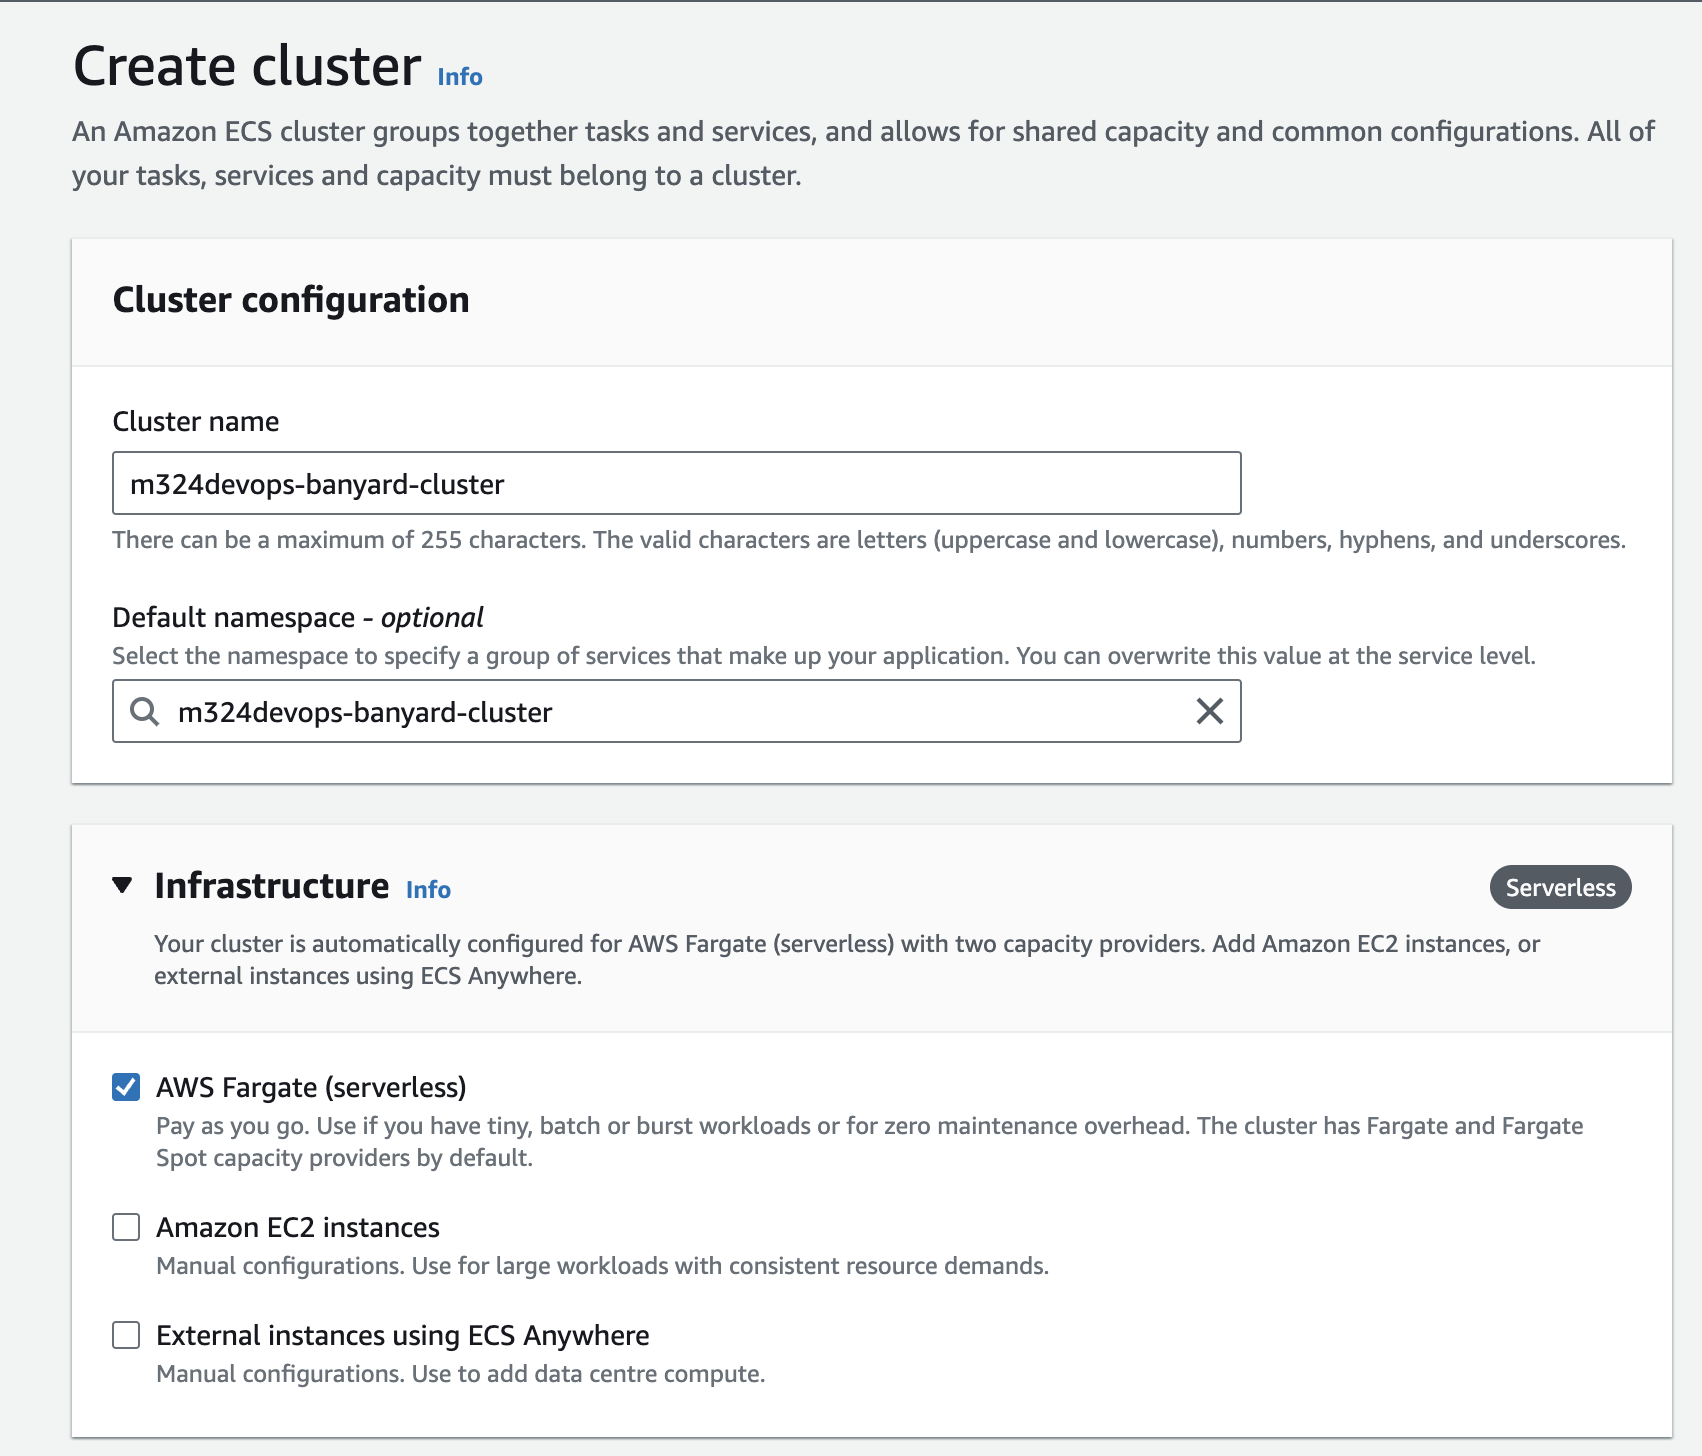 Create cluster Info
An Amazon ECS cluster groups together tasks and services, and allows for shared capacity and common configurations. All of
your tasks, services and capacity must belong to a cluster.
Cluster configuration
Cluster name
m324devops-banyard-cluster
There can be a maximum of 255 characters. The valid characters are letters (uppercase and lowercase), numbers, hyphens, and underscores.
Default namespace - optional
Select the namespace to specify a group of services that make up your application. You can overwrite this value at the service level.
m324devops-banyard-cluster
Infrastructure Info
Serverless
Your cluster is automatically configured for AWS Fargate (serverless) with two capacity providers. Add Amazon EC2 instances, or
external instances using ECS Anywhere.
AWS Fargate (serverless)
Pay as you go. Use if you have tiny, batch or burst workloads or for zero maintenance overhead. The cluster has Fargate and Fargate
Spot capacity providers by default.
Amazon EC2 instances
Manual configurations. Use for large workloads with consistent resource demands.
External instances using ECS Anywhere
Manual configurations. Use to add data centre compute.